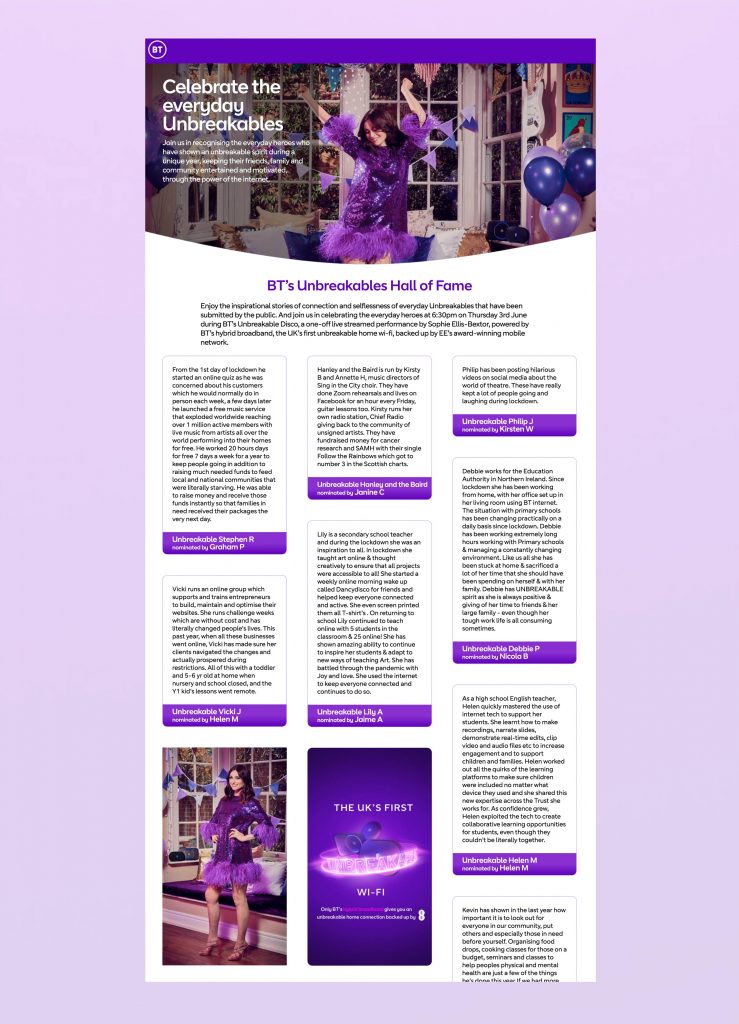 BT
Celebrate the
everyday
Unbreakables
Join us in recognising the everyday heroes who
have shown an unbreakable spirit during a
unique year, keeping their friends, family and
community entertained and motivated,
through the power of the internet.
BT's Unbreakables Hall of Fame
Enjoy the inspirational stories of connection and selflessness of everyday Unbreakables that have been
submitted by the public. And join us in celebrating the everyday heroes at 6:30pm on Thursday 3rd June
during BT's Unbreakable Disco, a one-off live streamed performance by Sophie Ellis-Bextor, powered by
BT's hybrid broadband, the UK's first unbreakable home wi-fi, backed up by EE's award-winning mobile
network.
From the 1st day of lockdown he
started an online quiz as he was
concerned about his customers
which he would normally do in
person each week, a few days later
he launched a free music service
that exploded worldwide reaching
over 1 million active members with
live music from artists all over the
world performing into their homes
for free. He worked 20 hours days
for free 7 days a week for a year to
keep people going in addition to
raising much needed funds to feed
local and national communities that
were literally starving. He was able
to raise money and receive those
funds instantly so that families in
need received their packages the
very next day.
Unbreakable Stephen R
nominated by Graham P
Vicki runs an online group which
supports and trains entrepreneurs
to build, maintain and optimise their
websites. She runs challenge weeks
which are without cost and has
literally changed people's lives. This
past year, when all these businesses
went online, Vicki has made sure her
clients navigated the changes and
actually prospered during
restrictions. All of this with a toddler
and 5-6 yr old at home when
nursery and school closed, and the
Y1 kid's lessons went remote.
Unbreakable Vicki J
nominated by Helen M
Hanley and the Baird is run by Kirsty
B and Annette H, music directors of
Sing in the City choir. They have
done Zoom rehearsals and lives on
Facebook for an hour every Friday,
guitar lessons too. Kirsty runs her
own radio station, Chief Radio
giving back to the community of
unsigned artists. They have
fundraised money for cancer
research and SAMH with their single
Follow the Rainbows which got to
number 3 in the Scottish charts.
Unbreakable Hanley and the Baird
nominated by Janine C
Lily is a secondary school teacher
and during the lockdown she was an
inspiration to all. In lockdown she
taught art online & thought
creatively to ensure that all projects
were accessible to all! She started a
weekly online morning wake up
called Dancydisco for friends and
helped keep everyone connected
and active. She even screen printed
them all T-shirt's . On returning to
school Lily continued to teach
online with 5 students in the
classroom & 25 online! She has
shown amazing ability to continue
to inspire her students & adapt to
new ways of teaching Art. She has
battled through the pandemic with
Joy and love. She used the internet
to keep everyone connected and
continues to do so.
Unbreakable Lily A
nominated by Jaime A
THE UK'S FIRST
UNBREAKABLE
WI-FI
Only BT's hybrid broadband gives you an
unbreakable home connection backed up by EE
Philip has been posting hilarious
videos on social media about the
world of theatre. These have really
kept a lot of people going and
laughing during lockdown.
Unbreakable Philip J
nominated by Kirsten W
Debbie works for the Education
Authority in Northern Ireland. Since
lockdown she has been working
from home, with her office set up in
her living room using BT internet.
The situation with primary schools
has been changing practically on a
daily basis since lockdown. Debbie
has been working extremely long
hours working with Primary schools
& managing a constantly changing
environment. Like us all she has
been stuck at home & sacrificed a
lot of her time that she should have
been spending on herself & with her
family. Debbie has UNBREAKABLE
spirit as she is always positive &
giving of her time to friends & her
large family - even though her
tough work life is all consuming
sometimes.
Unbreakable Debbie P
nominated by Nicola B
As a high school English teacher,
Helen quickly mastered the use of
internet tech to support her
students. She learnt how to make
recordings, narrate slides,
demonstrate real-time edits, clip
video and audio files etc to increase
engagement and to support
children and families. Helen worked
out all the quirks of the learning
platforms to make sure children
were included no matter what
device they used and she shared this
new expertise across the Trust she
works for. As confidence grew,
Helen exploited the tech to create
collaborative learning opportunities
for students, even though they
couldn't be literally together.
Unbreakable Helen M
nominated by Helen M
Kevin has shown in the last year how
important it is to look out for
everyone in our community, put
others and especially those in need
before yourself. Organising food
drops, cooking classes for those on a
budget, seminars and classes to
help peoples physical and mental
health are just a few of the things
he's done this year If we had more